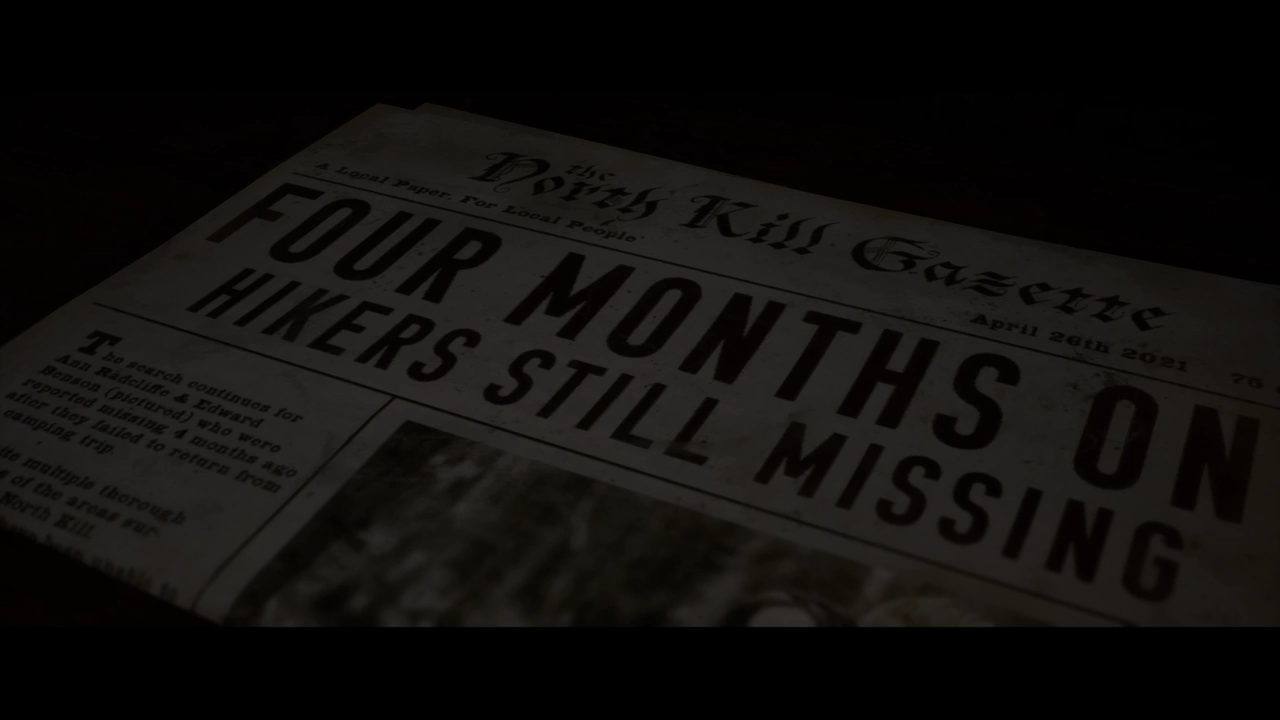 the
North Kill Gazette
A Local Paper, For Local People
April 26th 2021
75
FOUR MONTHS ON
HIKERS STILL MISSING
The search continues for
Ann Radcliffe & Edward
Benson (pictured) who were
reported missing 4 months ago
after they failed to return from
camping trip.
multiple thorough
of the areas sur-
North Kill.